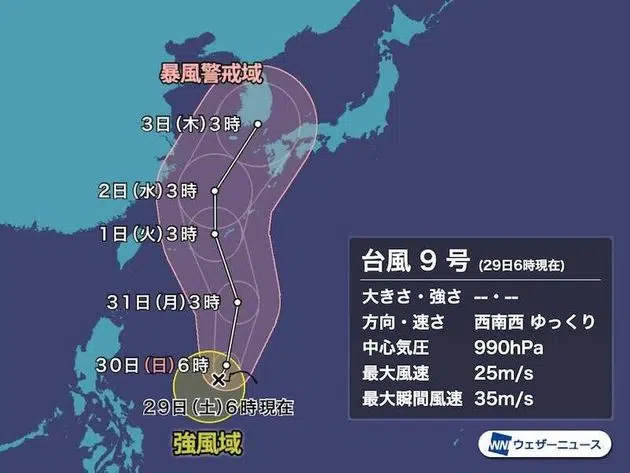 暴風警戒域
3日(木)3時
2日(水)3時
1日(火)3時
31日(月)3時
30日(日)6時
29日(土)6時現在
強風域
台風 9 号 (29日6時現在)
大きさ・強さ --・--
方向・速さ 西南西 ゆっくり
中心気圧 990hPa
最大風速 25m/s
最大瞬間風速 35m/s
WN ウェザーニュース